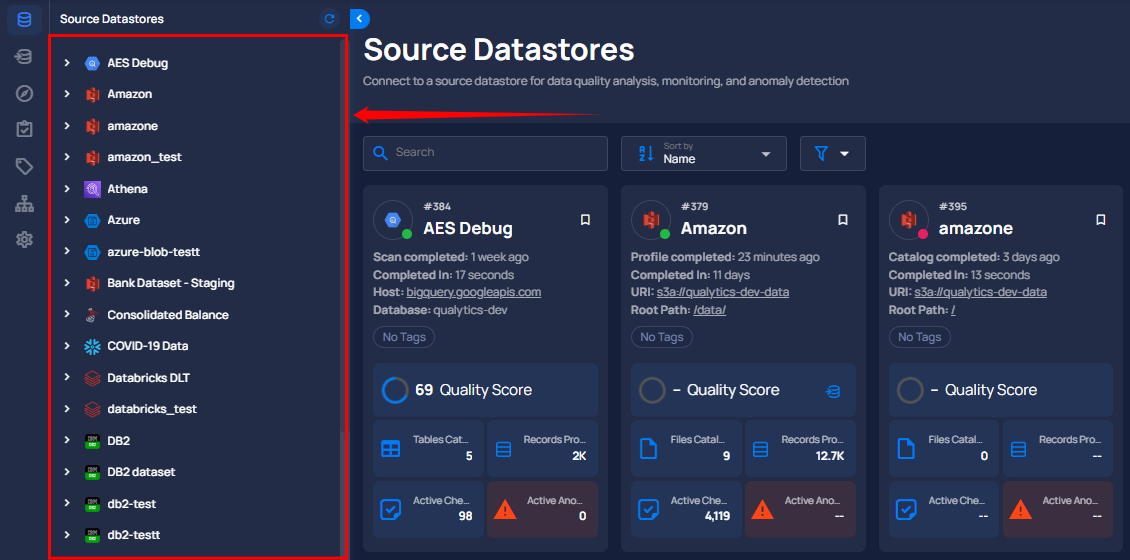 Source Datastores
AES Debug
Amazon
amazone
amazon_test
Athena
Azure
azure-blob-testt
Bank Dataset - Staging
Consolidated Balance
COVID-19 Data
Databricks DLT
databricks_test
DB2
DB2 dataset
db2-test
db2-testt
Source Datastores
Connect to a source datastore for data quality analysis, monitoring, and anomaly detection
Search
Sort by
Name
#384
AES Debug
Scan completed: 1 week ago
Completed In: 17 seconds
Host: bigquery.googleapis.com
Database: qualytics-dev
No Tags
69 Quality Score
Tables Cat...
5
Records Pro...
2K
Active Che...
98
Active Ano...
0
#379
Amazon
Profile completed: 23 minutes ago
Completed In: 11 days
URI: s3a://qualytics-dev-data
Root Path: /data/
No Tags
– Quality Score
Files Catal...
9
Records Pro...
12.7K
Active Che...
4,119
Active Ano...
--
#395
amazone
Catalog completed: 3 days ago
Completed In: 13 seconds
URI: s3a://qualytics-dev-data
Root Path: /
No Tags
– Quality Score
Files Catal...
0
Records Pro...
--
Active Che...
--
Active Ano...
--